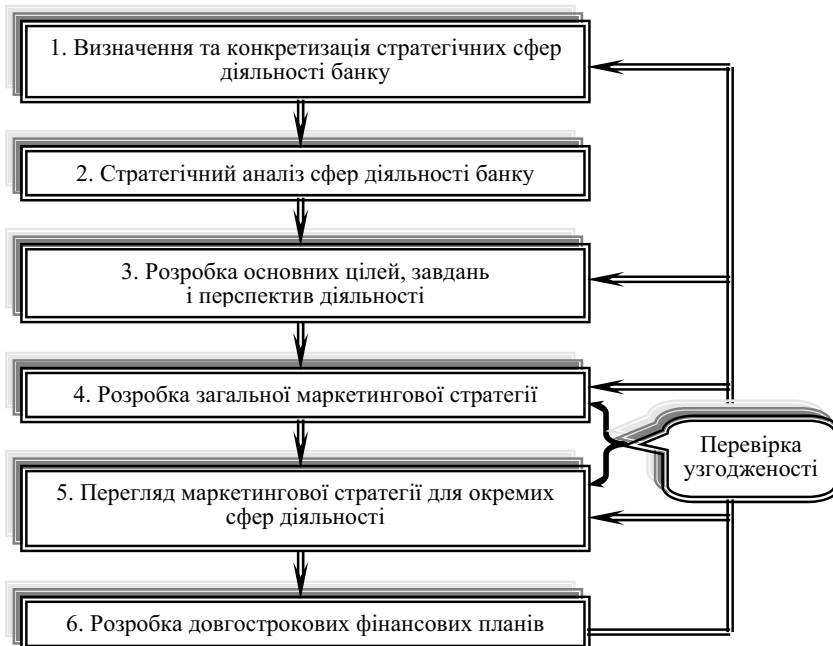 1. Визначення та конкретизація стратегічних сфер
діяльності банку
2. Стратегічний аналіз сфер діяльності банку
3. Розробка основних цілей, завдань
і перспектив діяльності
4. Розробка загальної маркетингової стратегії
Перевірка
узгодженості
5. Перегляд маркетингової стратегії для окремих
сфер діяльності
6. Розробка довгострокових фінансових планів